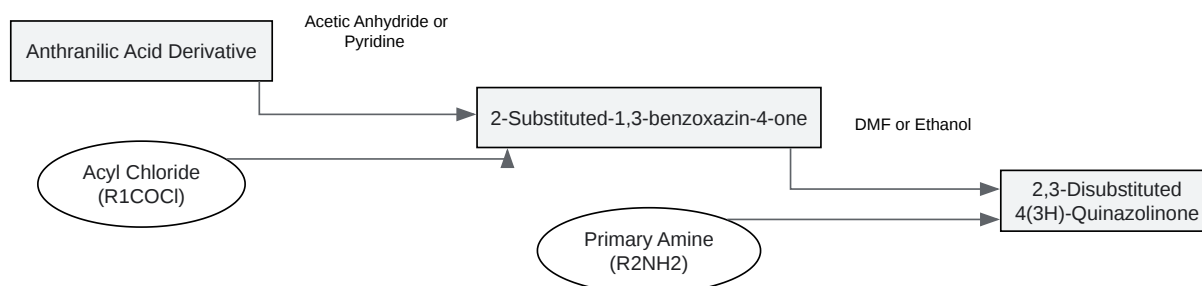 Acetic Anhydride or
Pyridine
Anthranilic Acid Derivative
2-Substituted-1,3-benzoxazin-4-one
DMF or Ethanol
Acyl Chloride
(R1COCl)
2,3-Disubstituted
4(3H)-Quinazolinone
Primary Amine
(R2NH2)